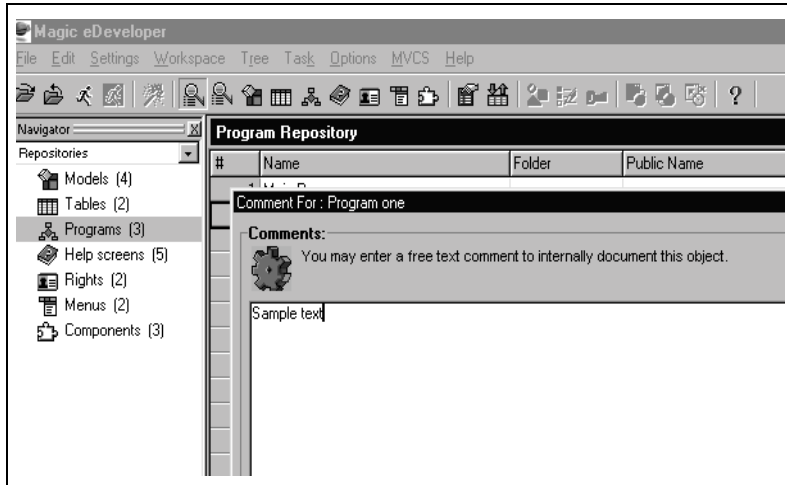 Magic eDeveloper
File Edit Settings Workspace Tree Task Options MVCS Help
?
Navigator X
Program Repository
Repositories
# Name Folder Public Name
Models (4)
1
Tables (2)
Comment For : Program one
Programs (3)
Comments:
Help screens (5)
You may enter a free text comment to internally document this object.
Rights (2)
Menus (2)
Sample text
Components (3)